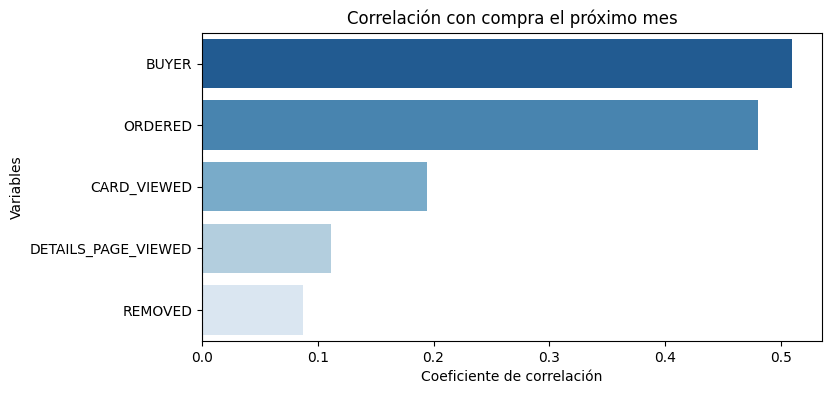 Correlación con compra el próximo mes
Variables
BUYER
ORDERED
CARD_VIEWED
DETAILS_PAGE_VIEWED
REMOVED
0.0 0.1 0.2 0.3 0.4 0.5
Coeficiente de correlación